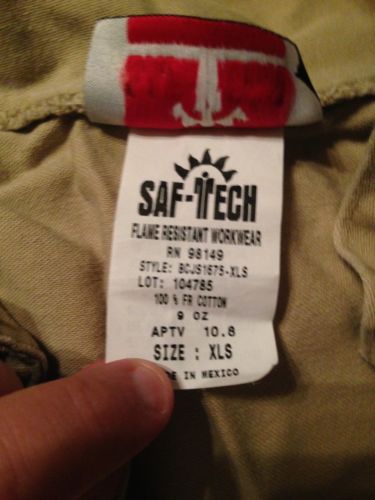 SAF-TECH
FLAME RESISTANT WORKWEAR
RN 98149
STYLE: BCJS1675-XLS
LOT: 104785
100 % FR COTTON
9 OZ
APTV 10.8
SIZE : XLS
IN MEXICO